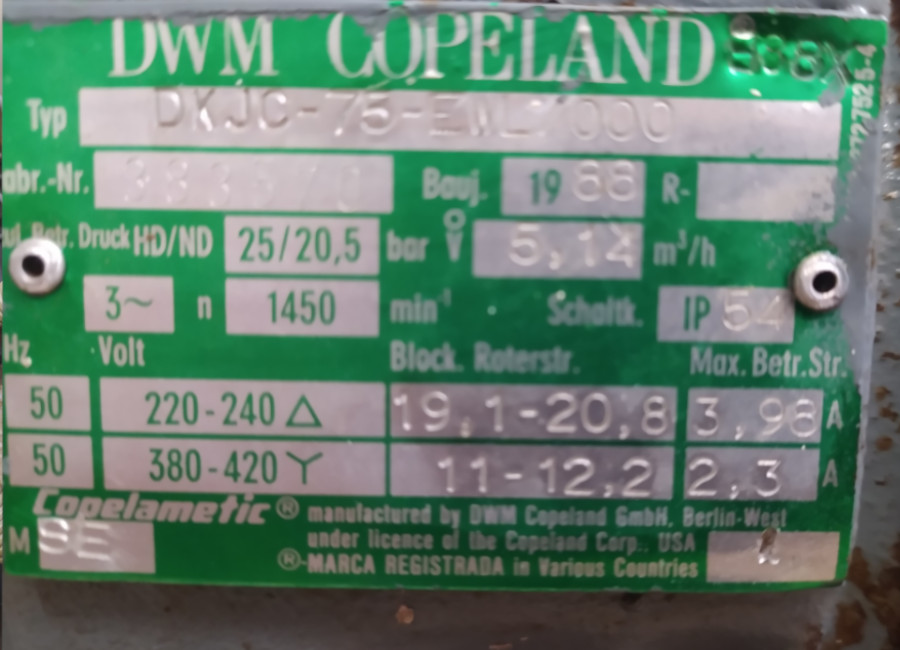 DWM COPELAND
Typ DKJC-75-EWL 000
abr.-Nr. Bauj. 1988 R-
Betr. Druck HD/ND 25/20,5 bar V̊ 5,12 m³/h
3~ n 1450 min⁻¹ Schaltk. IP 54
Hz Volt Block. Roterstr. Max. Betr. Str.
50 220-240 △ 19,1-20,8 3,98 A
50 380-420 Y 11-12,2 2,3 A
Copelametic® manufactured by DWM Copeland GmbH, Berlin-West
under licence of the Copeland Corp., USA
M SE ®-MARCA REGISTRADA in Various Countries